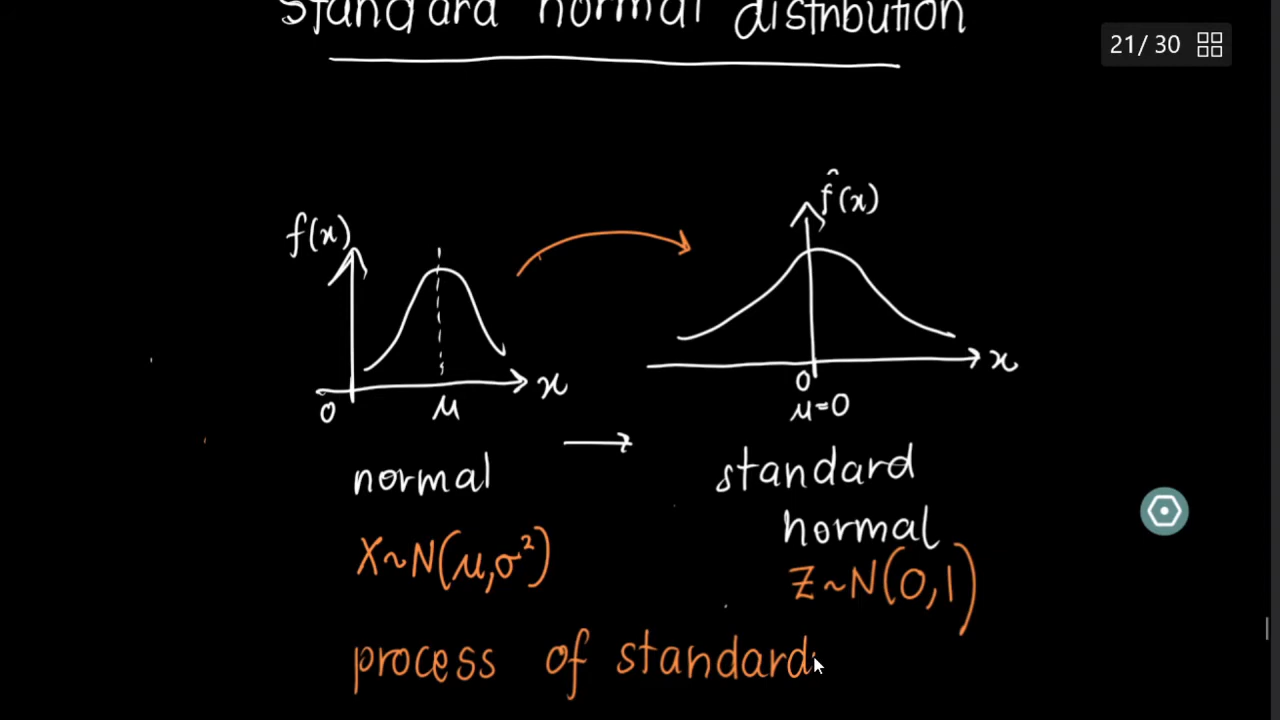 standard normal distribution
21/ 30
f(x)
f̂(x)
x
0
μ
x
0
μ=0
normal
standard
normal
X~N(μ,σ²)
Z~N(0,1)
process of standard